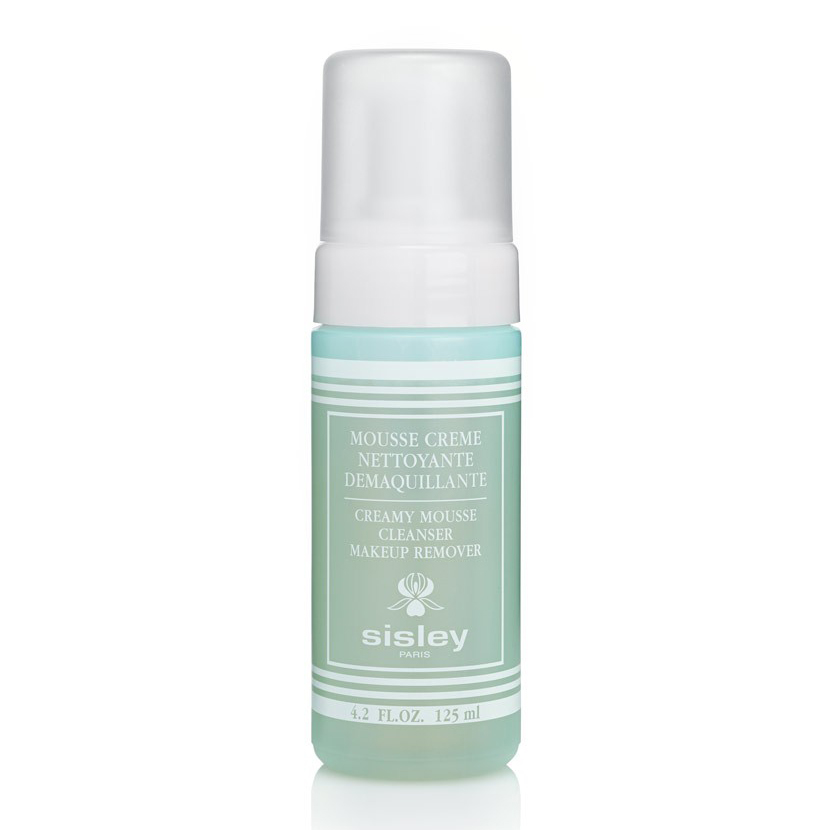 MOUSSE CREME
NETTOYANTE
DEMAQUILLANTE
CREAMY MOUSSE
CLEANSER
MAKEUP REMOVER
sisley
PARIS
4.2 FL.OZ. 125 ml